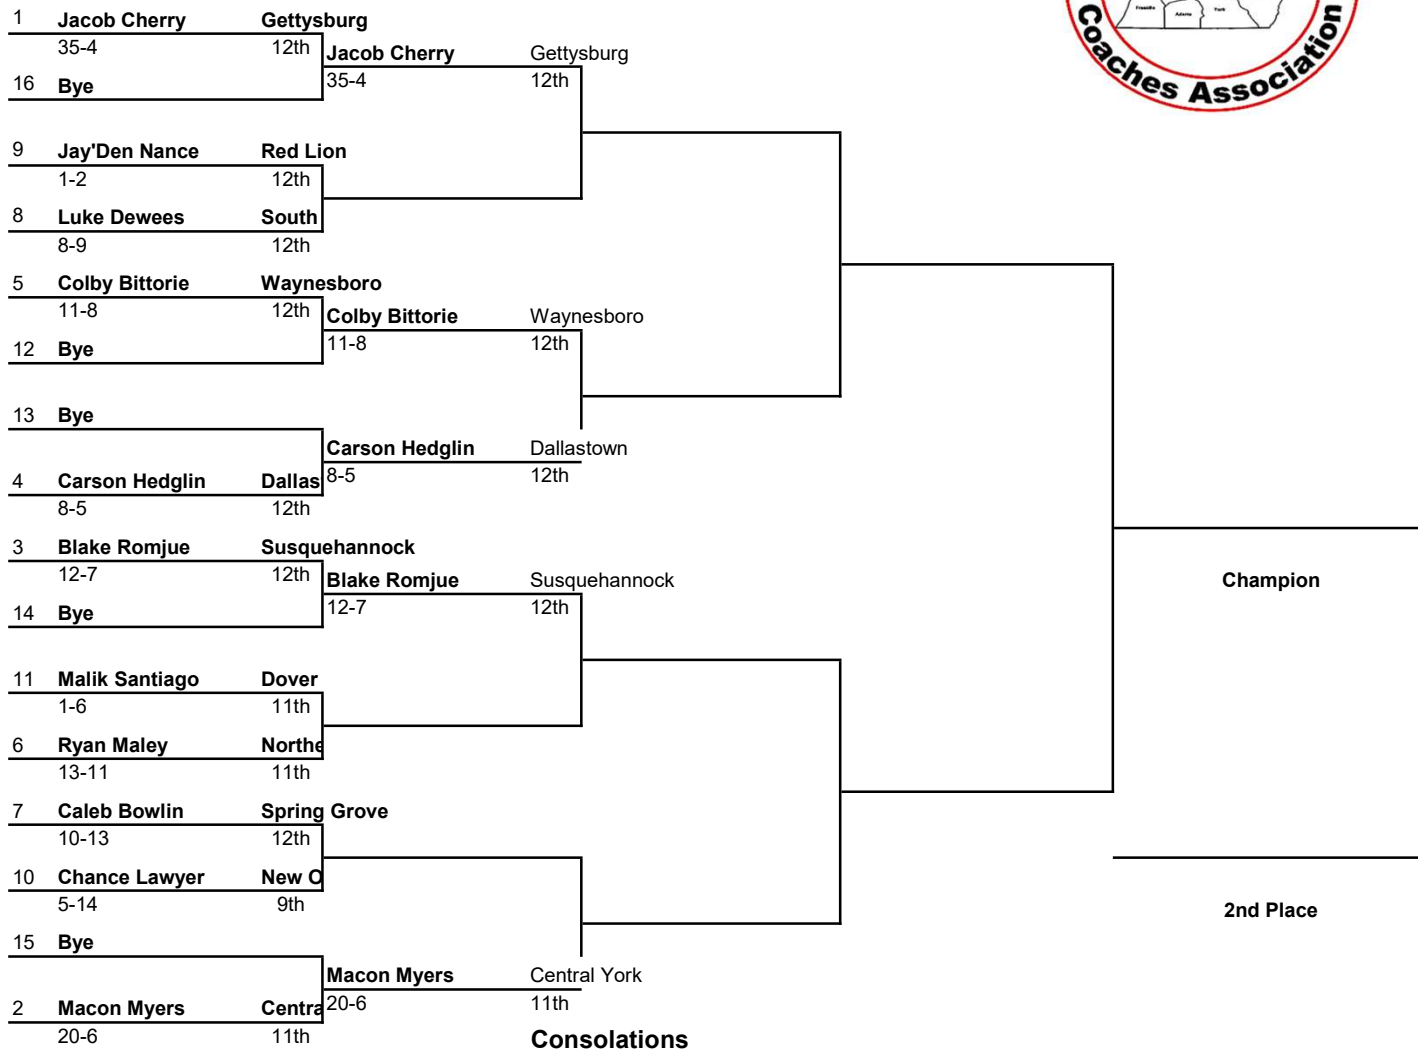 1 Jacob Cherry Gettysburg
35-4 12th Jacob Cherry Gettysburg
16 Bye 35-4 12th
Coaches Association
Franklin Adams York
9 Jay'Den Nance Red Lion
1-2 12th
8 Luke Dewees South
8-9 12th
5 Colby Bittorie Waynesboro
11-8 12th Colby Bittorie Waynesboro
12 Bye 11-8 12th
13 Bye
Carson Hedglin Dallastown
4 Carson Hedglin Dallas 8-5 12th
8-5 12th
3 Blake Romjue Susquehannock
12-7 12th Blake Romjue Susquehannock Champion
14 Bye 12-7 12th
11 Malik Santiago Dover
1-6 11th
6 Ryan Maley Northe
13-11 11th
7 Caleb Bowlin Spring Grove
10-13 12th
10 Chance Lawyer New O
5-14 9th 2nd Place
15 Bye
Macon Myers Central York
2 Macon Myers Centra 20-6 11th
20-6 11th Consolations